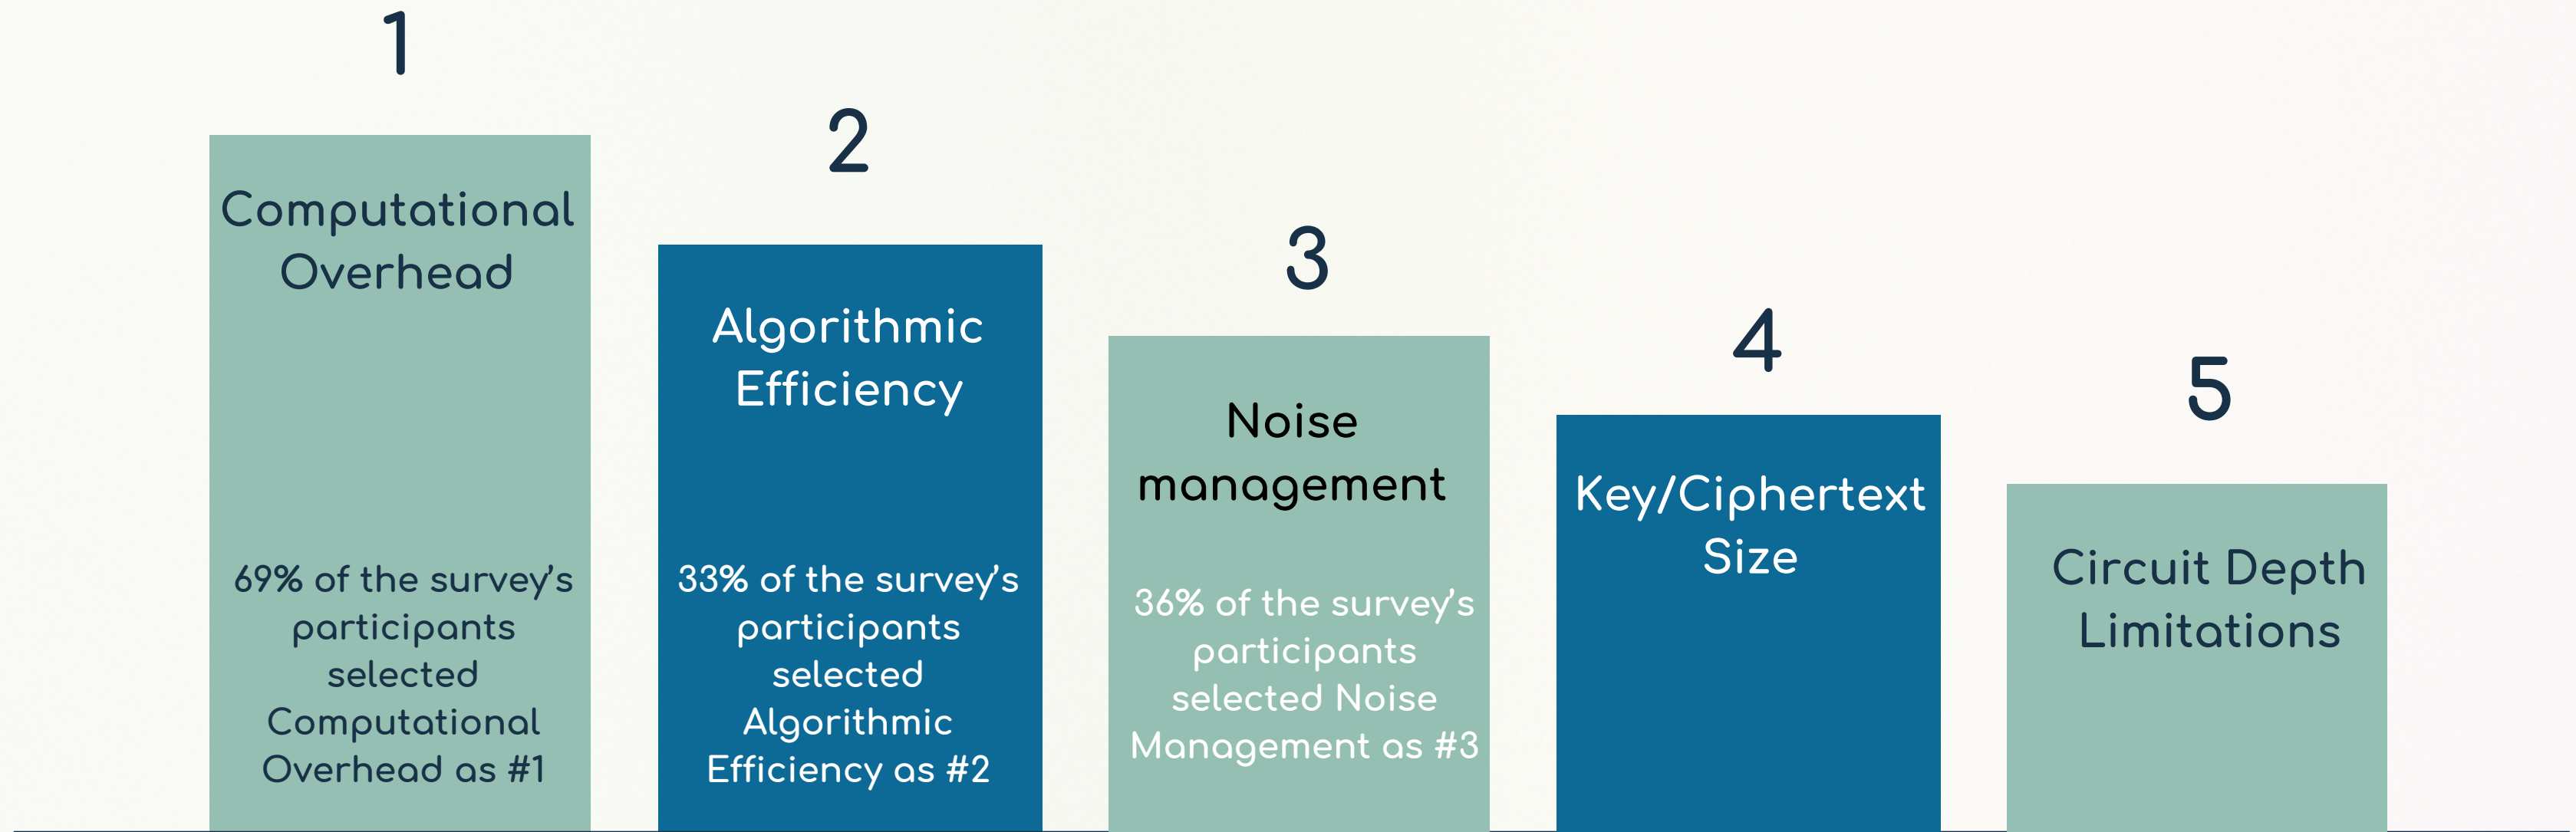 1
Computational
Overhead
69% of the survey’s
participants
selected
Computational
Overhead as #1
2
Algorithmic
Efficiency
33% of the survey’s
participants
selected
Algorithmic
Efficiency as #2
3
Noise
management
36% of the survey’s
participants
selected Noise
Management as #3
4
Key/Ciphertext
Size
5
Circuit Depth
Limitations